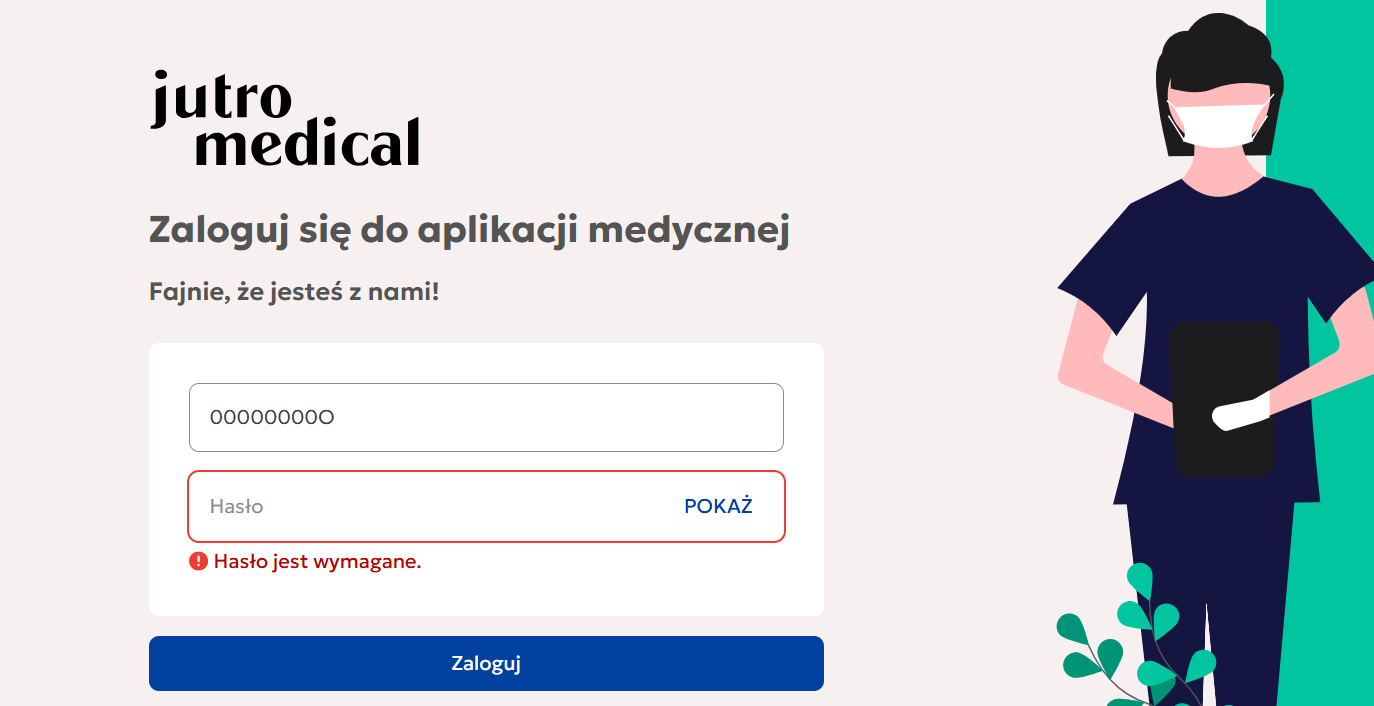 jutro
medical
Zaloguj się do aplikacji medycznej
Fajnie, że jesteś z nami!
00000000O
Hasło
POKAŻ
Hasło jest wymagane.
Zaloguj